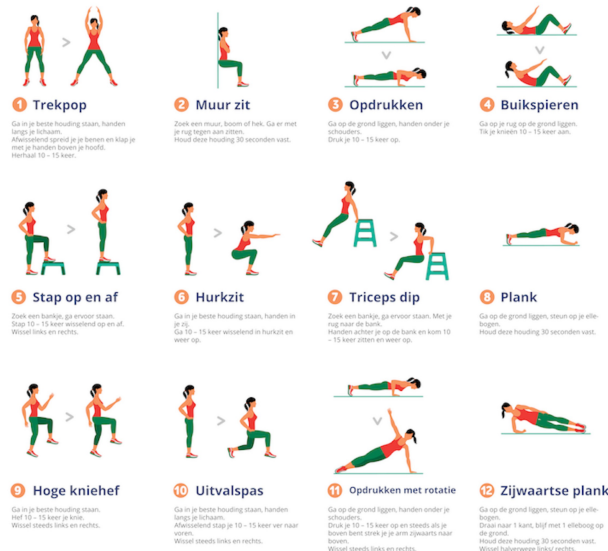 1 Trekpop
Ga in je beste houding staan, handen
langs je lichaam.
Afwisselend spreid je je benen en klap je
met je handen boven je hoofd.
Herhaal 10 – 15 keer.
2 Muur zit
Zoek een muur, boom of hek. Ga er met
je rug tegen aan zitten.
Houd deze houding 30 seconden vast.
3 Opdrukken
Ga op de grond liggen, handen onder je
schouders.
Druk je 10 – 15 keer op.
4 Buikspieren
Ga op je rug op de grond liggen.
Tik je knieën 10 – 15 keer aan.
5 Stap op en af
Zoek een bankje, ga ervoor staan.
Stap 10 – 15 keer wisselend op en af.
Wissel links en rechts.
6 Hurkzit
Ga in je beste houding staan, handen in
je zij.
Ga 10 – 15 keer wisselend in hurkzit en
weer op.
7 Triceps dip
Zoek een bankje, ga ervoor staan. Met je
rug naar de bank.
Handen achter je op de bank en kom 10
– 15 keer zitten en weer op.
8 Plank
Ga op de grond liggen, steun op je elle-
bogen.
Houd deze houding 30 seconden vast.
9 Hoge kniehef
Ga in je beste houding staan.
Hef 10 – 15 keer je knie.
Wissel steeds links en rechts.
10 Uitvalspas
Ga in je beste houding staan, handen
langs je lichaam.
Afwisselend stap je 10 – 15 keer ver naar
voren.
Wissel steeds links en rechts.
11 Opdrukken met rotatie
Ga op de grond liggen, handen onder je
schouders.
Druk je 10 – 15 keer op en steeds als je
boven bent strek je je arm zijwaarts naar
boven.
Wissel steeds links en rechts.
12 Zijwaartse plank
Ga op de grond liggen, steun op je elle-
bogen.
Draai naar 1 kant, blijf met 1 elleboog op
de grond.
Houd deze houding 30 seconden vast.
Wissel halverwege links/ rechts.